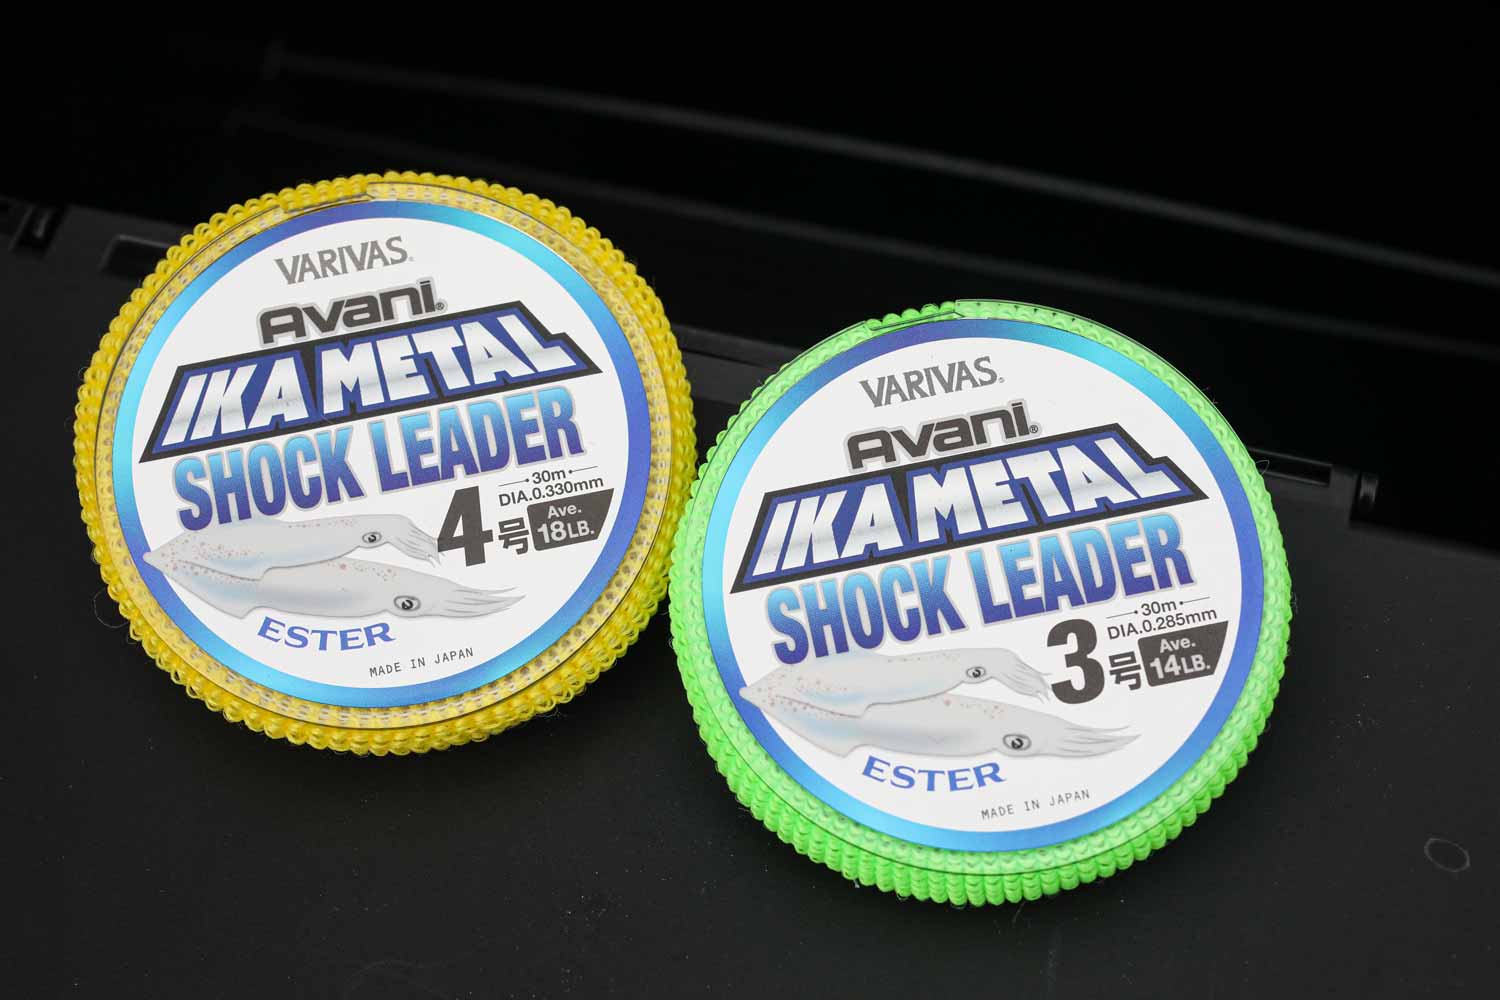 VARIVAS®
Avani®
IKA METAL
SHOCK LEADER
30m
DIA.0.330mm
4号 Ave. 18LB.
ESTER
MADE IN JAPAN
VARIVAS®
Avani®
IKA METAL
SHOCK LEADER
30m
DIA.0.285mm
3号 Ave. 14LB.
ESTER
MADE IN JAPAN